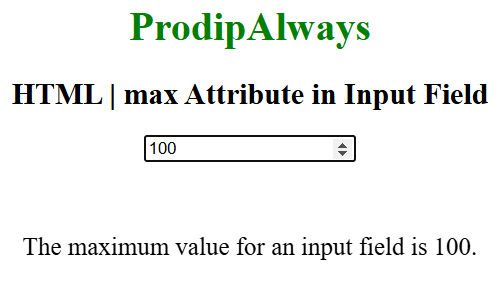 ProdipAlways
HTML | max Attribute in Input Field
100
The maximum value for an input field is 100.